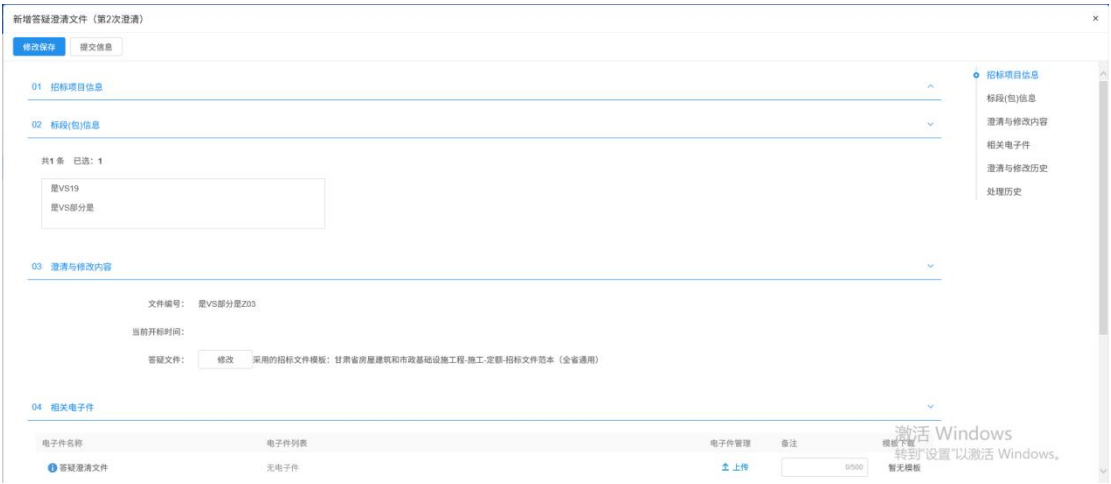 新增答疑澄清文件（第2次澄清）
×
修改保存 提交信息
01 招标项目信息
02 标段(包)信息
共1 条 已选：1
是VS19
是VS部分是
03 澄清与修改内容
文件编号： 是VS部分是Z03
当前开标时间：
答疑文件： 修改 采用的招标文件模板：甘肃省房屋建筑和市政基础设施工程-施工-定额-招标文件范本（全省通用）
04 相关电子件
电子件名称 电子件列表 电子件管理 备注 模板下载
答疑澄清文件 无电子件 上传 0/500 暂无模板
招标项目信息
标段(包)信息
澄清与修改内容
相关电子件
澄清与修改历史
处理历史
激活 Windows
转到"设置"以激活 Windows。